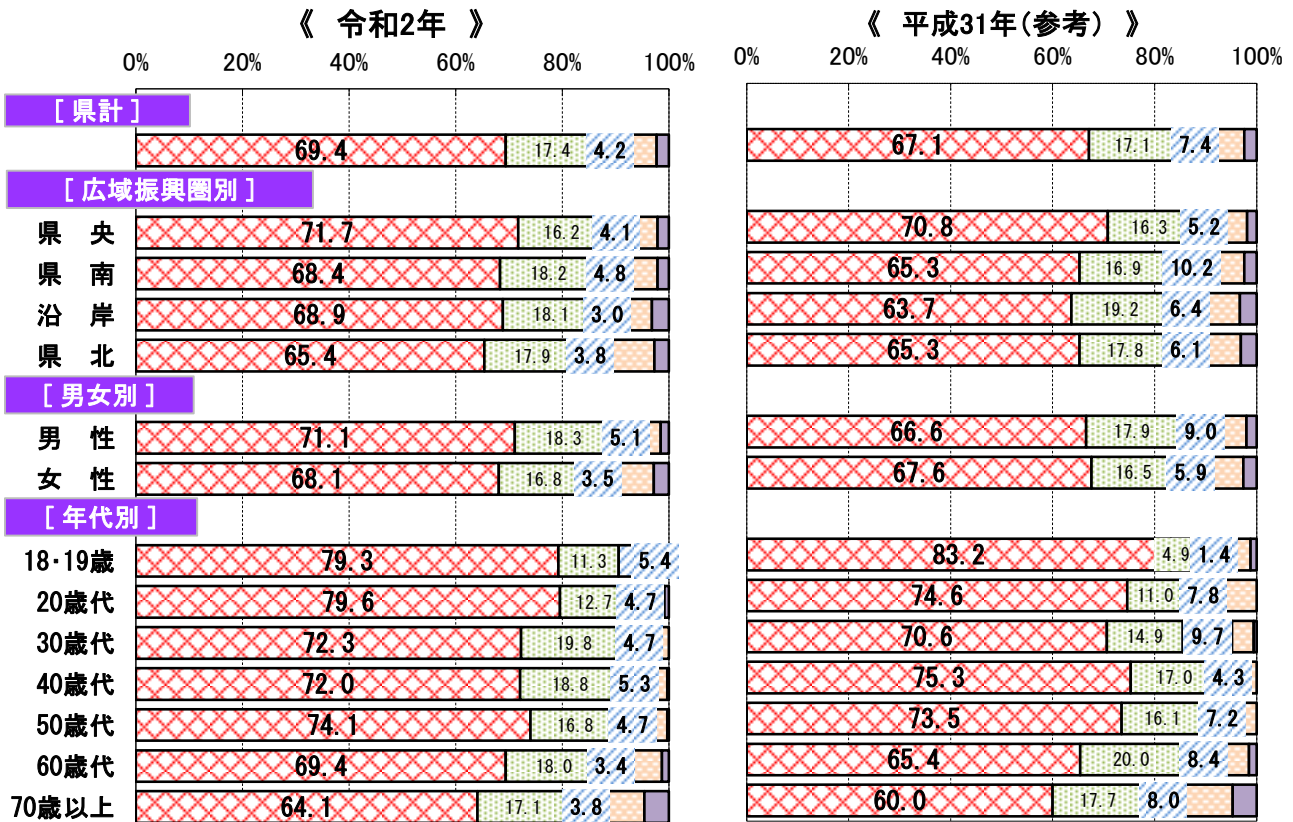 《 令和2年 》
0% 20% 40% 60% 80% 100%
[ 県計 ]
69.4 17.4 4.2
[ 広域振興圏別 ]
県 央 71.7 16.2 4.1
県 南 68.4 18.2 4.8
沿 岸 68.9 18.1 3.0
県 北 65.4 17.9 3.8
[ 男女別 ]
男 性 71.1 18.3 5.1
女 性 68.1 16.8 3.5
[ 年代別 ]
18・19歳 79.3 11.3 5.4
20歳代 79.6 12.7 4.7
30歳代 72.3 19.8 4.7
40歳代 72.0 18.8 5.3
50歳代 74.1 16.8 4.7
60歳代 69.4 18.0 3.4
70歳以上 64.1 17.1 3.8
《 平成31年(参考) 》
0% 20% 40% 60% 80% 100%
67.1 17.1 7.4
70.8 16.3 5.2
65.3 16.9 10.2
63.7 19.2 6.4
65.3 17.8 6.1
66.6 17.9 9.0
67.6 16.5 5.9
83.2 4.9 1.4
74.6 11.0 7.8
70.6 14.9 9.7
75.3 17.0 4.3
73.5 16.1 7.2
65.4 20.0 8.4
60.0 17.7 8.0